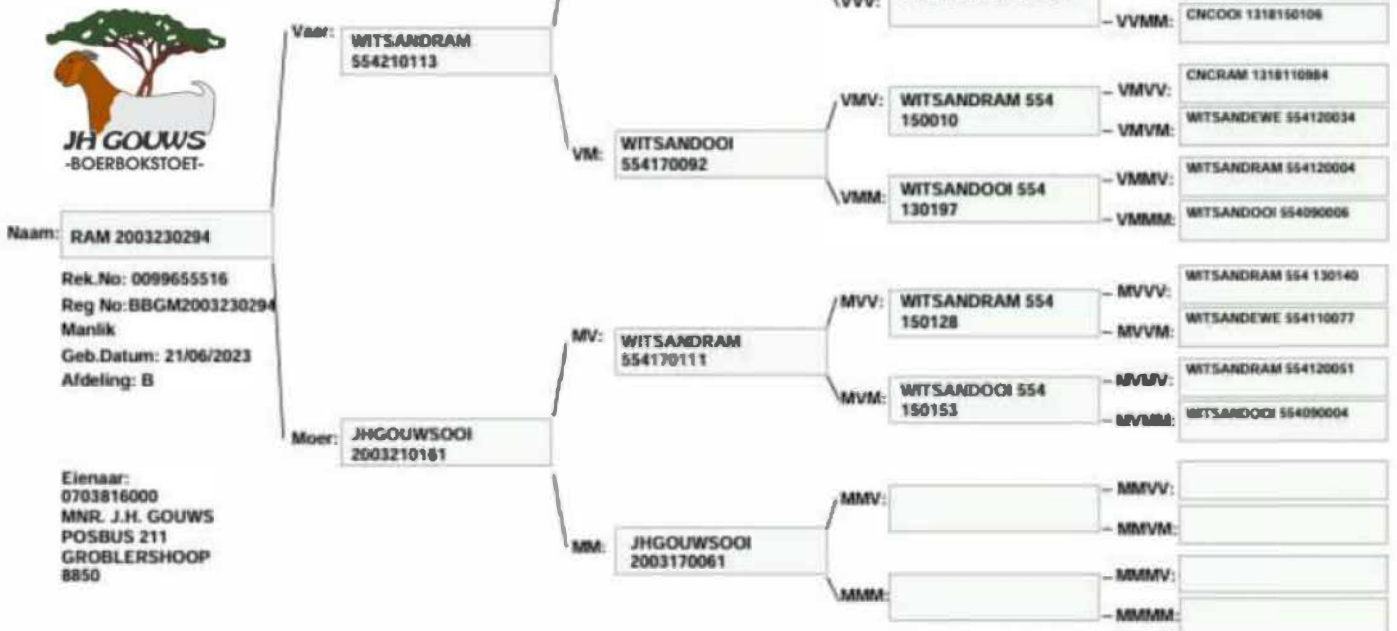 JH GOUWS
-BOERBOKSTOET-
Naam: RAM 2003230294
Rek.No: 0099655516
Reg No:BBGM2003230294
Manlik
Geb.Datum: 21/06/2023
Afdeling: B
Eienaar:
0703816000
MNR. J.H. GOUWS
POSBUS 211
GROBLERSHOOP
8850
Vaar: WITSANDRAM
554210113
Moer: JHGOUWSOOI
2003210161
VM: WITSANDOOI
554170092
MV: WITSANDRAM
554170111
MM: JHGOUWSOOI
2003170061
VVV:
VMV: WITSANDRAM 554
150010
VMM: WITSANDOOI 554
130197
MVV: WITSANDRAM 554
150128
MVM: WITSANDOOI 554
150153
MMV:
MMM:
VVMM: CNCOOI 1318150106
VMVV: CNCRAM 1318110984
VMVM: WITSANDEWE 554120034
VMMV: WITSANDRAM 554120004
VMMM: WITSANDOOI 554090006
MVVV: WITSANDRAM 554 130140
MVVM: WITSANDEWE 554110077
MVMV: WITSANDRAM 554120051
MVMM: WITSANDOOI 554090004
MMVV:
MMVM:
MMMV:
MMMM: